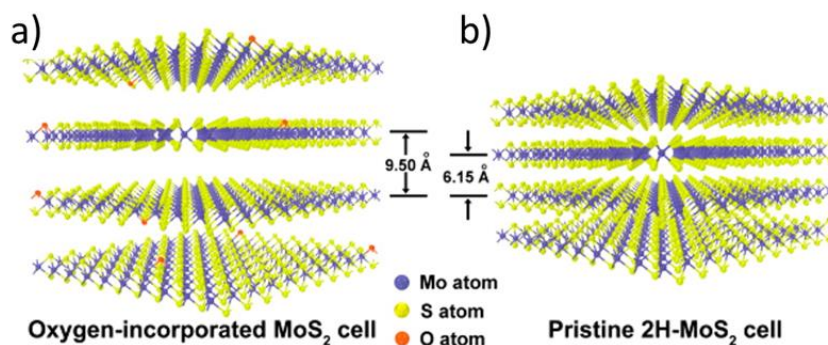 a)
b)
9.50 Å
6.15 Å
Mo atom
S atom
O atom
Oxygen-incorporated MoS₂ cell
Pristine 2H-MoS₂ cell